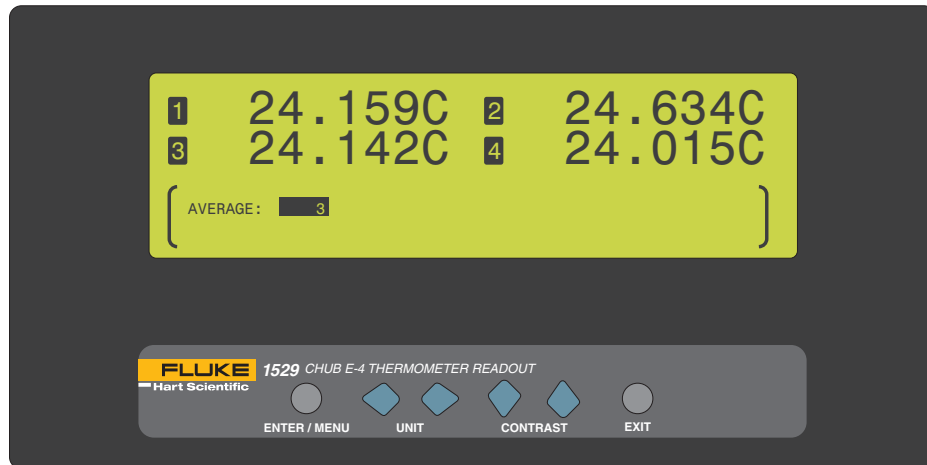 1 24.159C 2 24.634C
3 24.142C 4 24.015C
AVERAGE: 3
FLUKE 1529 CHUB E-4 THERMOMETER READOUT
Hart Scientific
ENTER / MENU UNIT CONTRAST EXIT